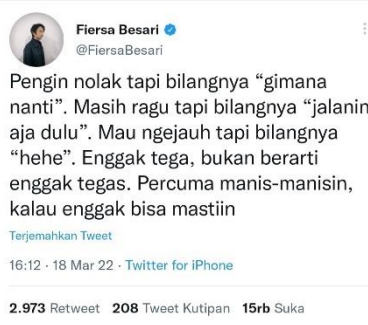 Fiersa Besari
@FiersaBesari
Pengin nolak tapi bilangnya “gimana
nanti”. Masih ragu tapi bilangnya “jalanin
aja dulu”. Mau ngejauh tapi bilangnya
“hehe”. Enggak tega, bukan berarti
enggak tegas. Percuma manis-manisin,
kalau enggak bisa mastiin
Terjemahkan Tweet
16:12 · 18 Mar 22 · Twitter for iPhone
2.973 Retweet 208 Tweet Kutipan 15rb Suka